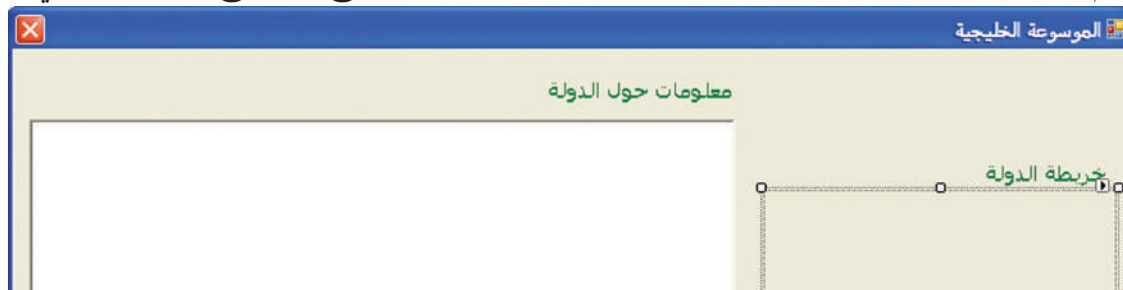 الموسوعة الخليجية
معلومات حول الدولة
خريطة الدولة